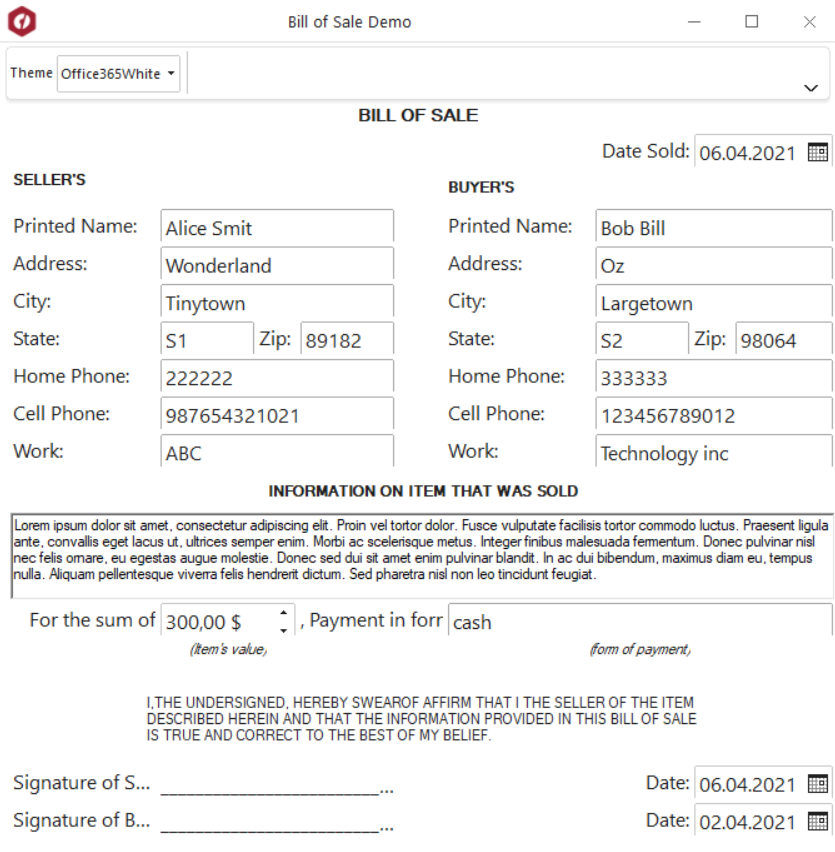 Bill of Sale Demo
Theme Office365White
BILL OF SALE
Date Sold: 06.04.2021
SELLER'S
BUYER'S
Printed Name: Alice Smit Printed Name: Bob Bill
Address: Wonderland Address: Oz
City: Tinytown City: Largetown
State: S1 Zip: 89182 State: S2 Zip: 98064
Home Phone: 222222 Home Phone: 333333
Cell Phone: 987654321021 Cell Phone: 123456789012
Work: ABC Work: Technology inc
INFORMATION ON ITEM THAT WAS SOLD
Lorem ipsum dolor sit amet, consectetur adipiscing elit. Proin vel tortor dolor. Fusce vulputate facilisis tortor commodo luctus. Praesent ligula
ante, convallis eget lacus ut, ultrices semper enim. Morbi ac scelerisque metus. Integer finibus malesuada fermentum. Donec pulvinar nisl
nec felis ornare, eu egestas augue molestie. Donec sed dui sit amet enim pulvinar blandit. In ac dui bibendum, maximus diam eu, tempus
nulla. Aliquam pellentesque viverra felis hendrerit dictum. Sed pharetra nisl non leo tincidunt feugiat.
For the sum of 300,00 $ , Payment in forr cash
(Item's value) (form of payment)
I,THE UNDERSIGNED, HEREBY SWEAROF AFFIRM THAT I THE SELLER OF THE ITEM
DESCRIBED HEREIN AND THAT THE INFORMATION PROVIDED IN THIS BILL OF SALE
IS TRUE AND CORRECT TO THE BEST OF MY BELIEF.
Signature of S... _________________________... Date: 06.04.2021
Signature of B... _________________________... Date: 02.04.2021